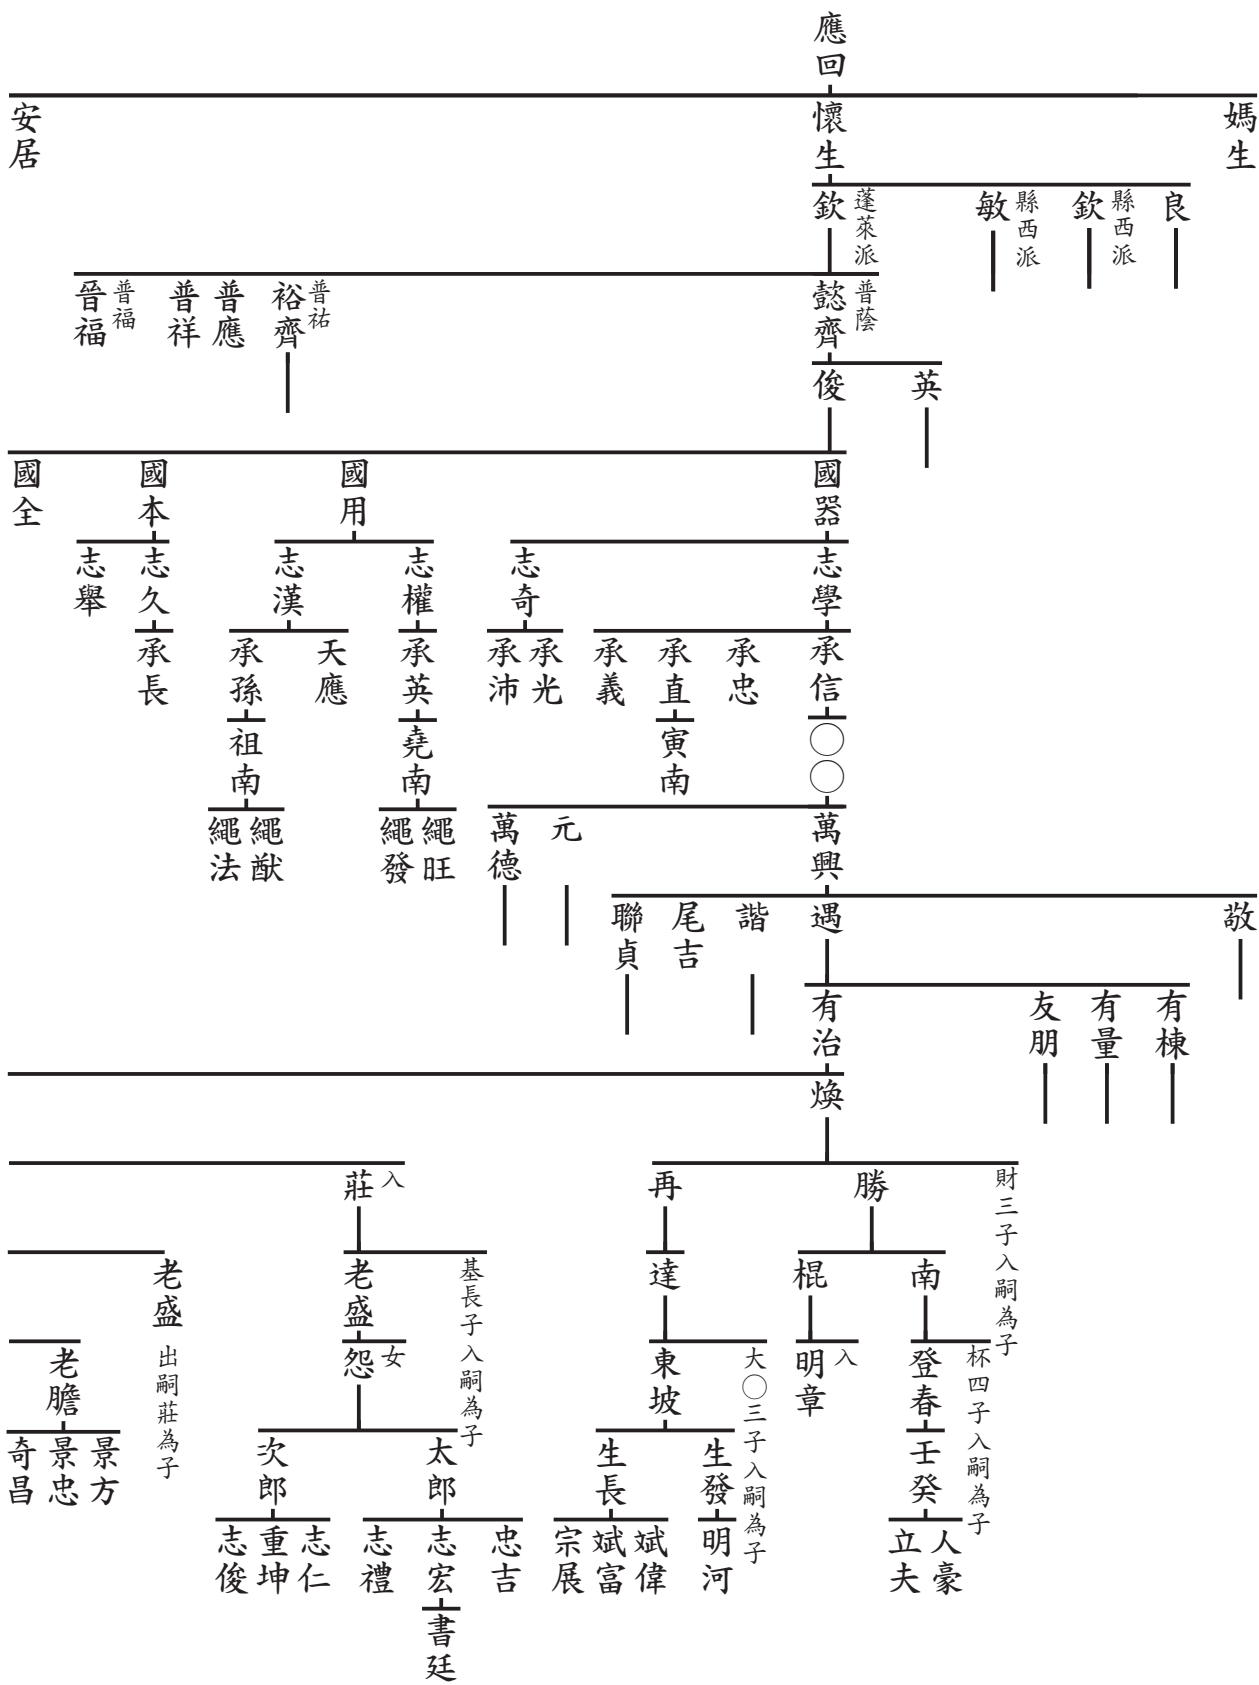 應回
媽生
懷生
安居
良
欽
縣西派
敏
縣西派
欽
蓬萊派
懿齊
普蔭
裕齊
普祐
普應
普祥
晉福
普福
英
俊
國器
國用
國本
國全
志學
志奇
志權
志漢
志久
志舉
承信
承忠
承直
承義
承光
承沛
承英
天應
承孫
承長
〇〇
寅南
堯南
祖南
萬興
元
萬德
繩旺
繩發
繩猷
繩法
敬
遇
諧
尾吉
聯貞
有棟
有量
友朋
有治
煥
財三子入嗣為子
勝
再
莊
入
南
棍
達
基長子入嗣為子
老盛
老盛
出嗣莊為子
杯四子入嗣為子
登春
明章
入
大〇三子入嗣為子
東坡
怨
女
老膽
壬癸
生發
生長
太郎
次郎
景方
景忠
奇昌
人豪
立夫
明河
斌偉
斌富
宗展
忠吉
志宏
志禮
志仁
重坤
志俊
書廷